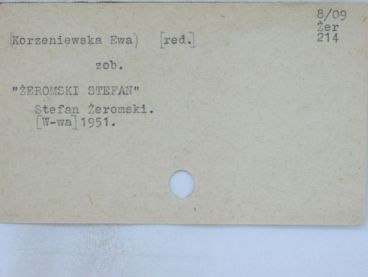 8/09
Żer
(Korzeniewska Ewa) [red.] 214
zob.
"ŻEROMSKI STEFAN"
Stefan Żeromski.
[W-wa] 1951.